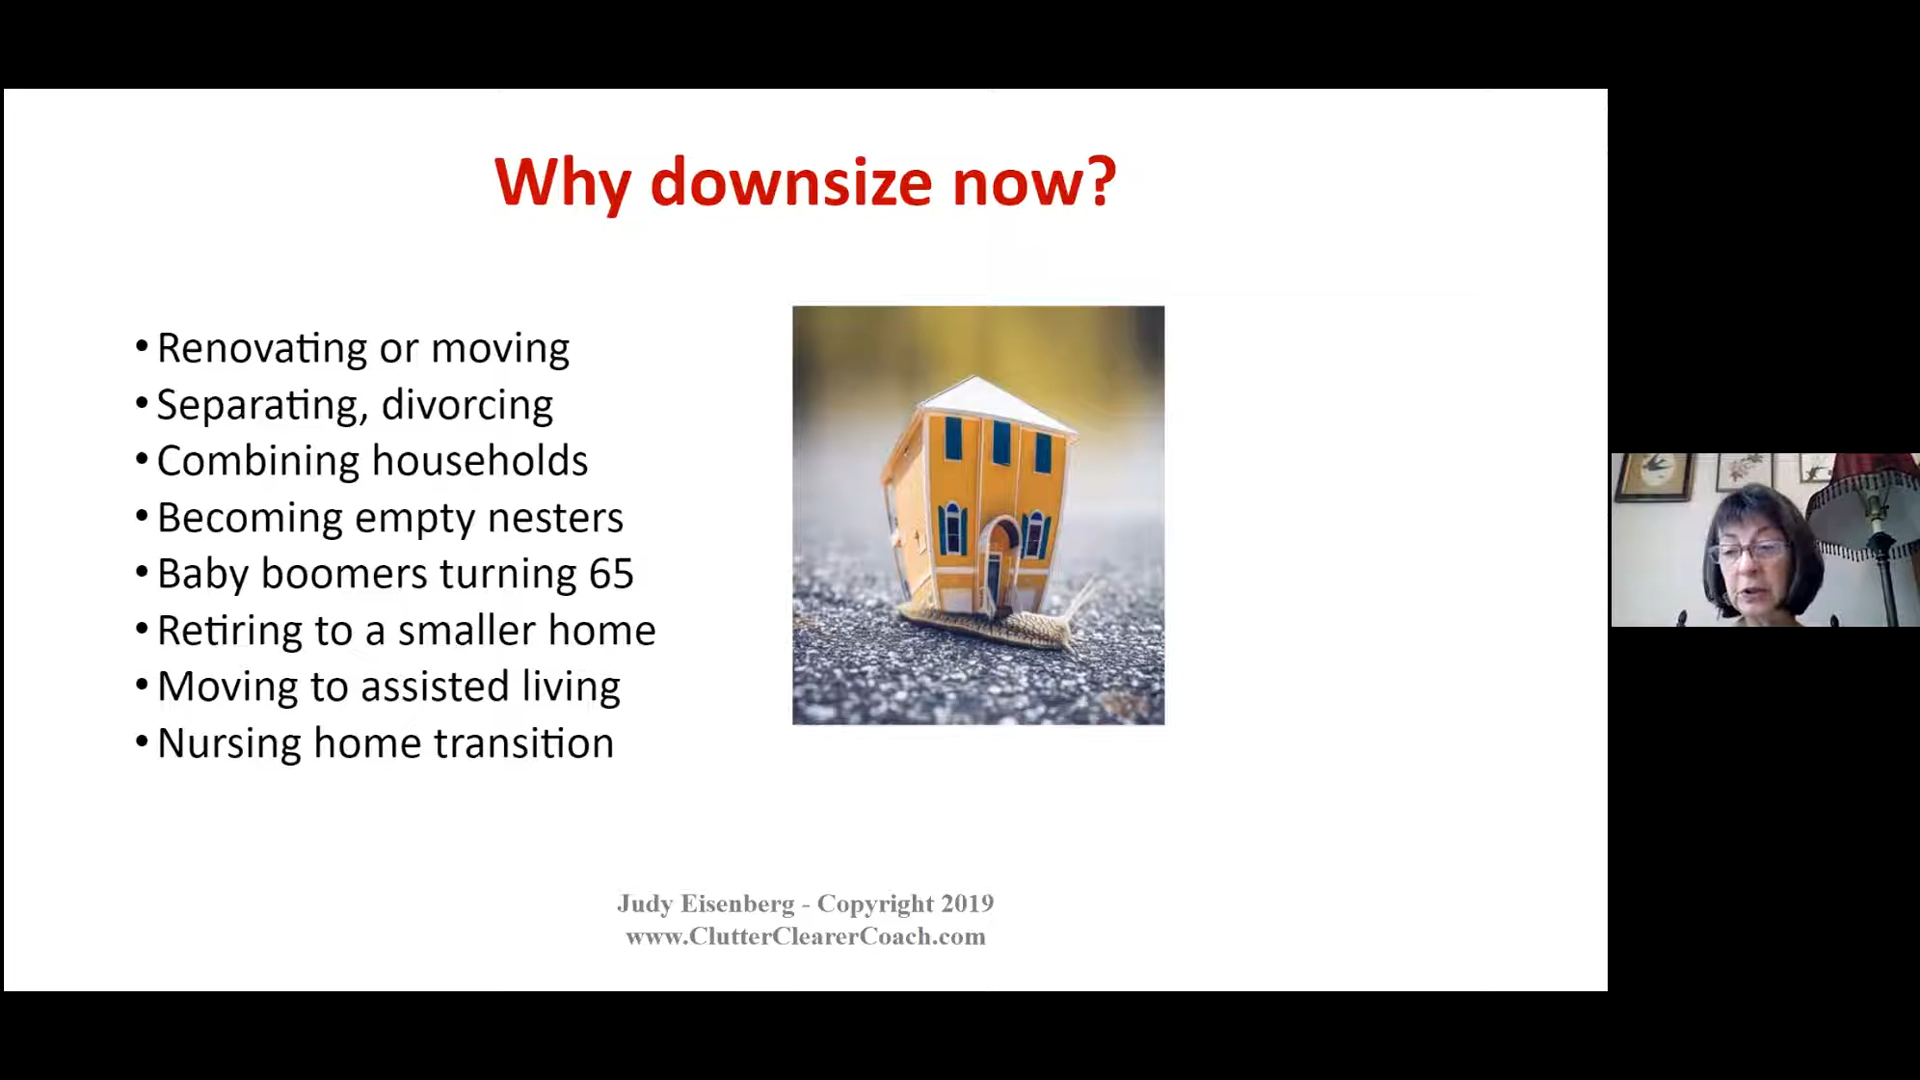 Why downsize now?
• Renovating or moving
• Separating, divorcing
• Combining households
• Becoming empty nesters
• Baby boomers turning 65
• Retiring to a smaller home
• Moving to assisted living
• Nursing home transition
Judy Eisenberg - Copyright 2019
www.ClutterClearerCoach.com